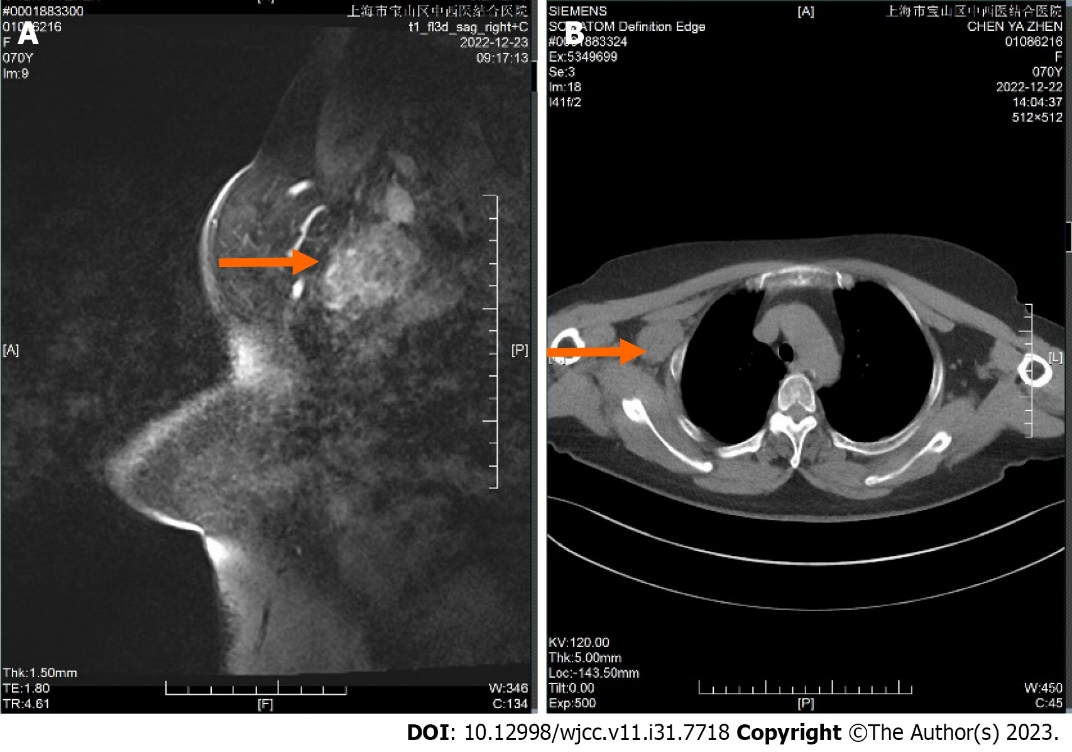 #0001883300
上海市宝山区中西医结合医院
A
t1_fl3d_sag_right+C
F
2022-12-23
070Y
09:17:13
Im:9
[A]
[P]
Thk:1.50mm
TE:1.80
TR:4.61
[F]
W:346
C:134
SIEMENS
[A]
上海市宝山区中西医结合医院
B
Definition Edge
CHEN YA ZHEN
01086216
Ex:5349699
F
Se:3
070Y
Im:18
2022-12-22
I41f/2
14:04:37
512×512
[L]
KV:120.00
Thk:5.00mm
Loc:-143.50mm
Tilt:0.00
Exp:500
[P]
W:450
C:45
DOI: 10.12998/wjcc.v11.i31.7718 Copyright ©The Author(s) 2023.